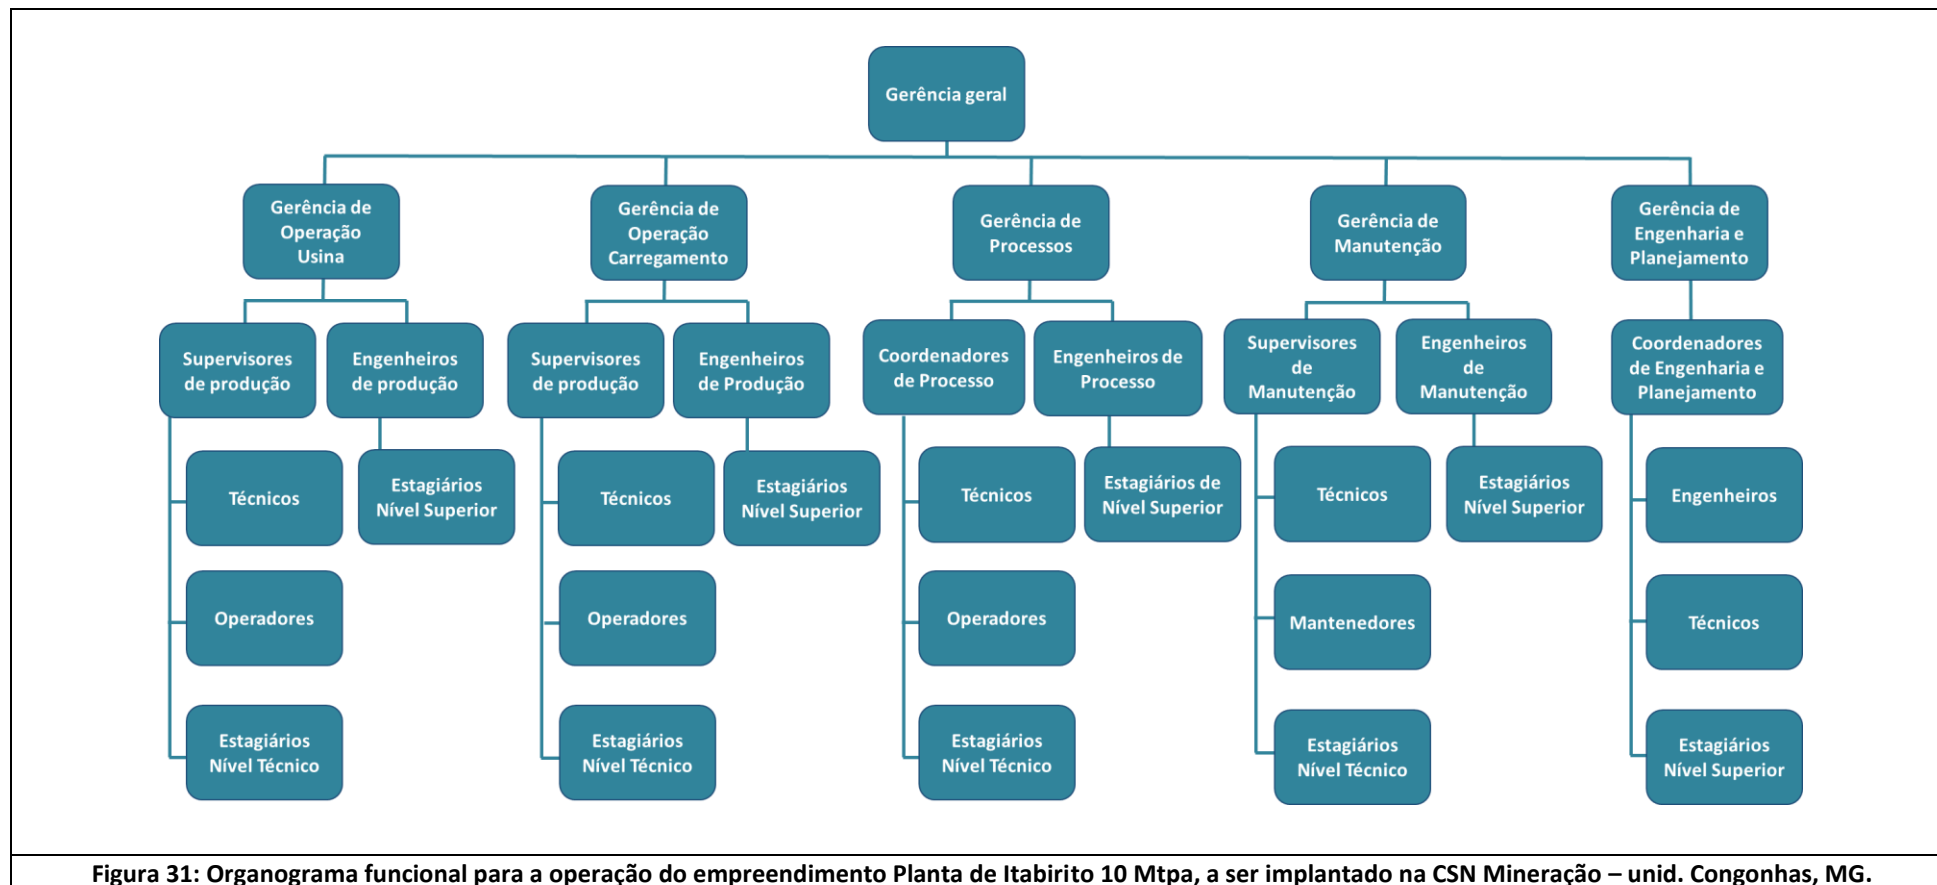 Gerência geral
Gerência de
Operação
Usina
Gerência de
Operação
Carregamento
Gerência de
Processos
Gerência de
Manutenção
Gerência de
Engenharia e
Planejamento
Supervisores
de produção
Engenheiros
de produção
Supervisores
de produção
Engenheiros
de Produção
Coordenadores
de Processo
Engenheiros de
Processo
Supervisores
de
Manutenção
Engenheiros
de
Manutenção
Coordenadores
de Engenharia e
Planejamento
Técnicos
Estagiários
Nível Superior
Técnicos
Estagiários
Nível Superior
Técnicos
Estagiários de
Nível Superior
Técnicos
Estagiários
Nível Superior
Engenheiros
Operadores
Operadores
Operadores
Mantenedores
Técnicos
Estagiários
Nível Técnico
Estagiários
Nível Técnico
Estagiários
Nível Técnico
Estagiários
Nível Técnico
Estagiários
Nível Superior
Figura 31: Organograma funcional para a operação do empreendimento Planta de Itabirito 10 Mtpa, a ser implantado na CSN Mineração – unid. Congonhas, MG.